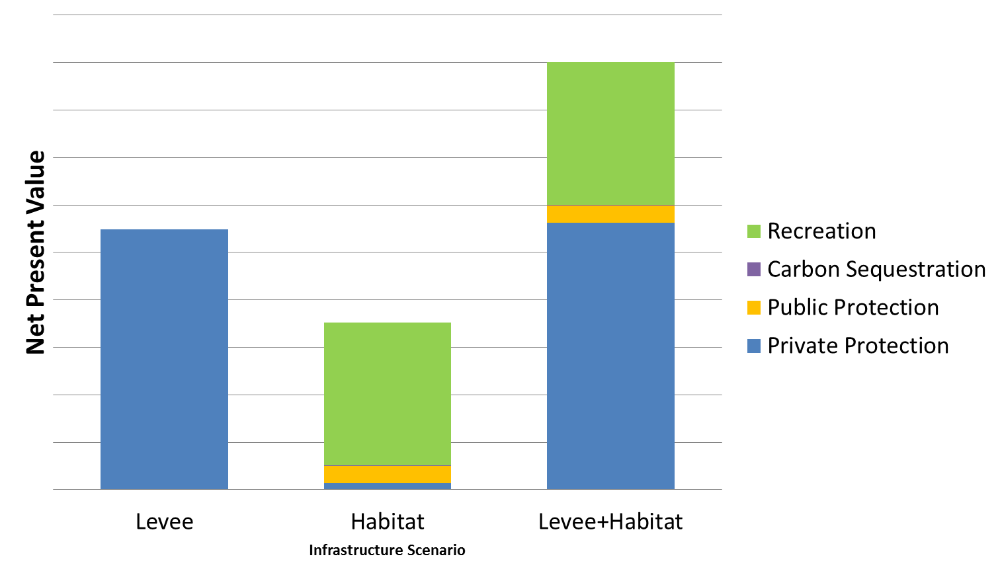 Net Present Value
Levee
Habitat
Levee+Habitat
Infrastructure Scenario
Recreation
Carbon Sequestration
Public Protection
Private Protection